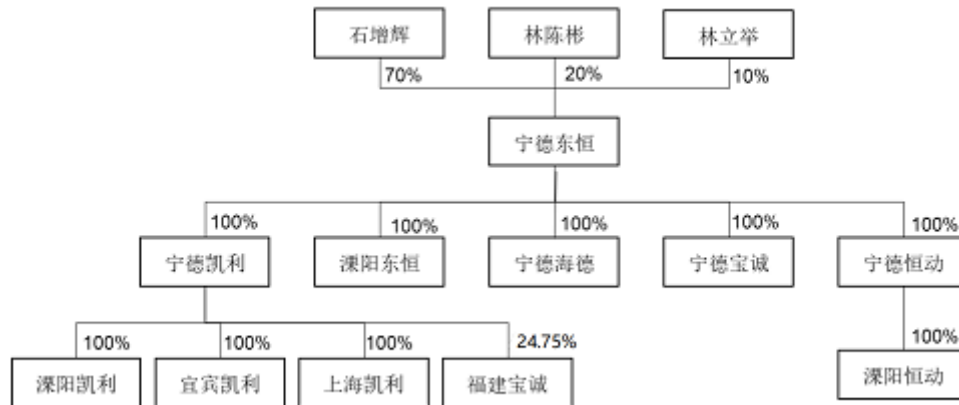 石增辉 林陈彬 林立举
70% 20% 10%
宁德东恒
100% 100% 100% 100% 100%
宁德凯利 溧阳东恒 宁德海德 宁德宝诚 宁德恒动
100% 100% 100% 24.75% 100%
溧阳凯利 宜宾凯利 上海凯利 福建宝诚 溧阳恒动